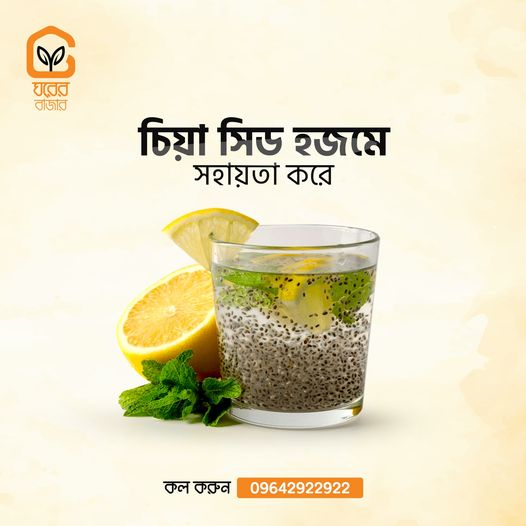 ঘরের
বাজার
চিয়া সিড হজমে
সহায়তা করে
কল করুন 09642922922